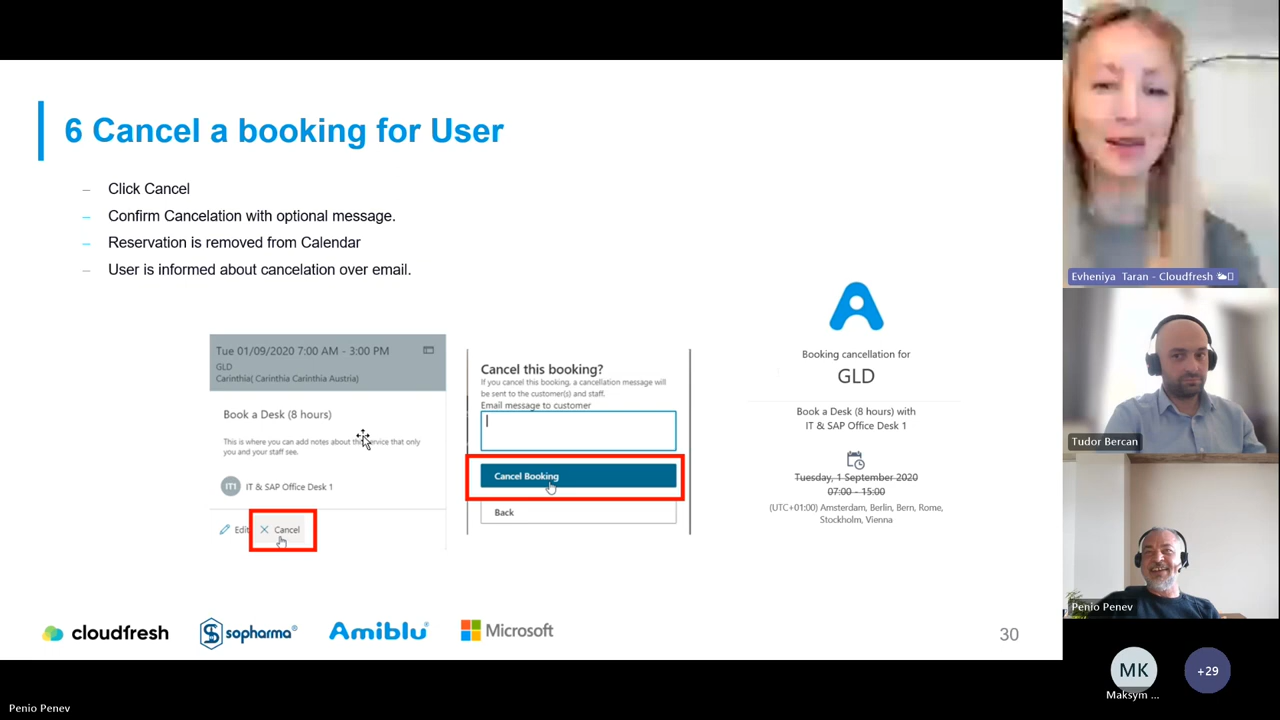 6 Cancel a booking for User
– Click Cancel
– Confirm Cancelation with optional message.
– Reservation is removed from Calendar
– User is informed about cancelation over email.
Tue 01/09/2020 7:00 AM - 3:00 PM
GLD
Carinthia( Carinthia Carinthia Austria)
Book a Desk (8 hours)
This is where you can add notes about the service that only
you and your staff see.
IT1 IT & SAP Office Desk 1
Edit Cancel
Cancel this booking?
If you cancel this booking, a cancellation message will
be sent to the customer(s) and staff.
Email message to customer
Cancel Booking
Back
Booking cancellation for
GLD
Book a Desk (8 hours) with
IT & SAP Office Desk 1
Tuesday, 1 September 2020
07:00 - 15:00
(UTC+01:00) Amsterdam, Berlin, Bern, Rome,
Stockholm, Vienna
cloudfresh
sopharma
Amiblu
Microsoft
30
Evheniya Taran - Cloudfresh
Tudor Bercan
Penio Penev
MK
+29
Maksym ...
Penio Penev